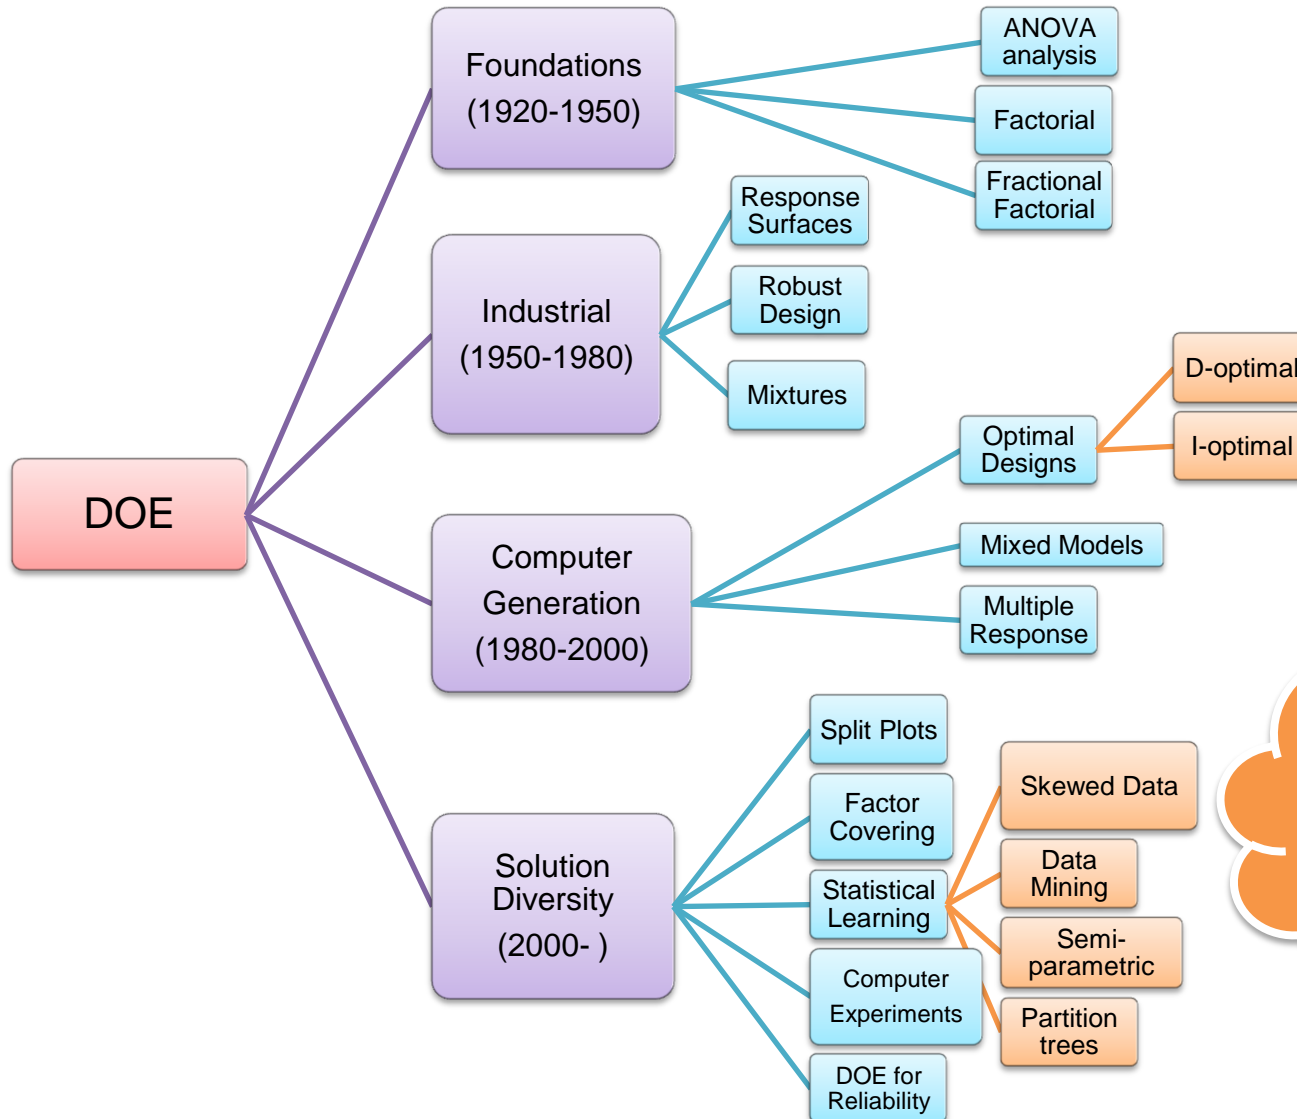 DOE
Foundations
(1920-1950)
ANOVA
analysis
Factorial
Fractional
Factorial
Industrial
(1950-1980)
Response
Surfaces
Robust
Design
Mixtures
Computer
Generation
(1980-2000)
Optimal
Designs
D-optimal
I-optimal
Mixed Models
Multiple
Response
Solution
Diversity
(2000- )
Split Plots
Factor
Covering
Statistical
Learning
Skewed Data
Data
Mining
Semi-
parametric
Partition
trees
Computer
Experiments
DOE for
Reliability